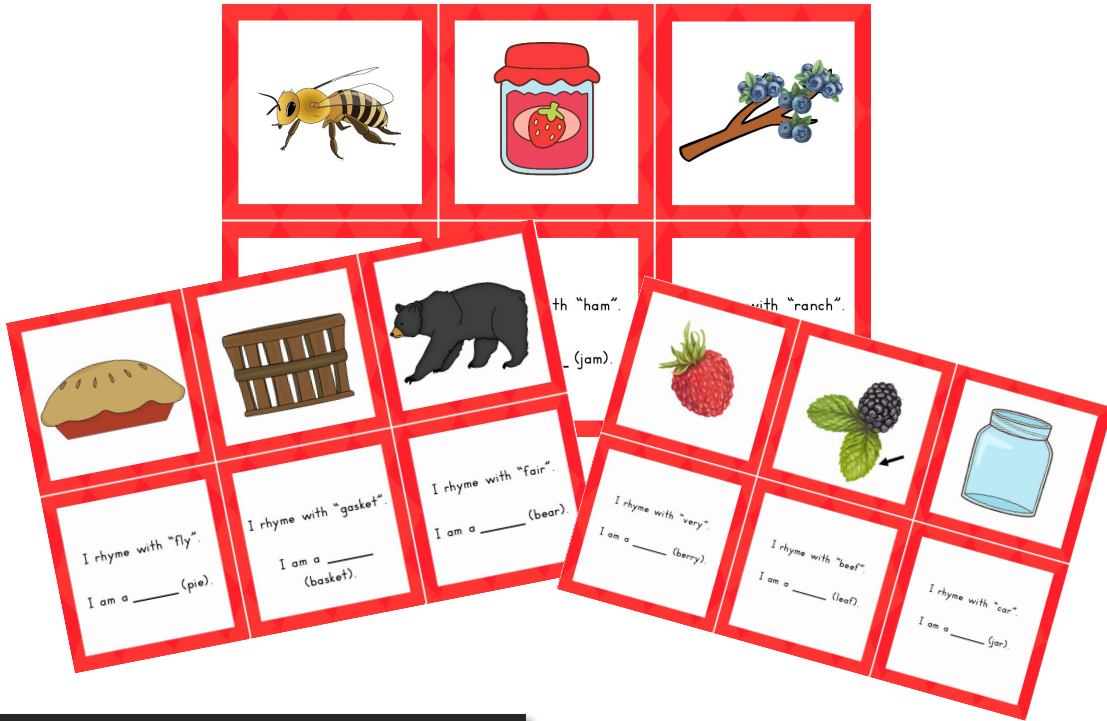 th “ham”.
_ (jam).
with “ranch”.
I rhyme with “fly”.
I am a ______ (pie).
I rhyme with “gasket”.
I am a ______
(basket).
I rhyme with “fair”.
I am a ______ (bear).
I rhyme with “very”.
I am a ______ (berry).
I rhyme with “beef”.
I am a ______ (leaf).
I rhyme with “car”.
I am a ______ (jar).